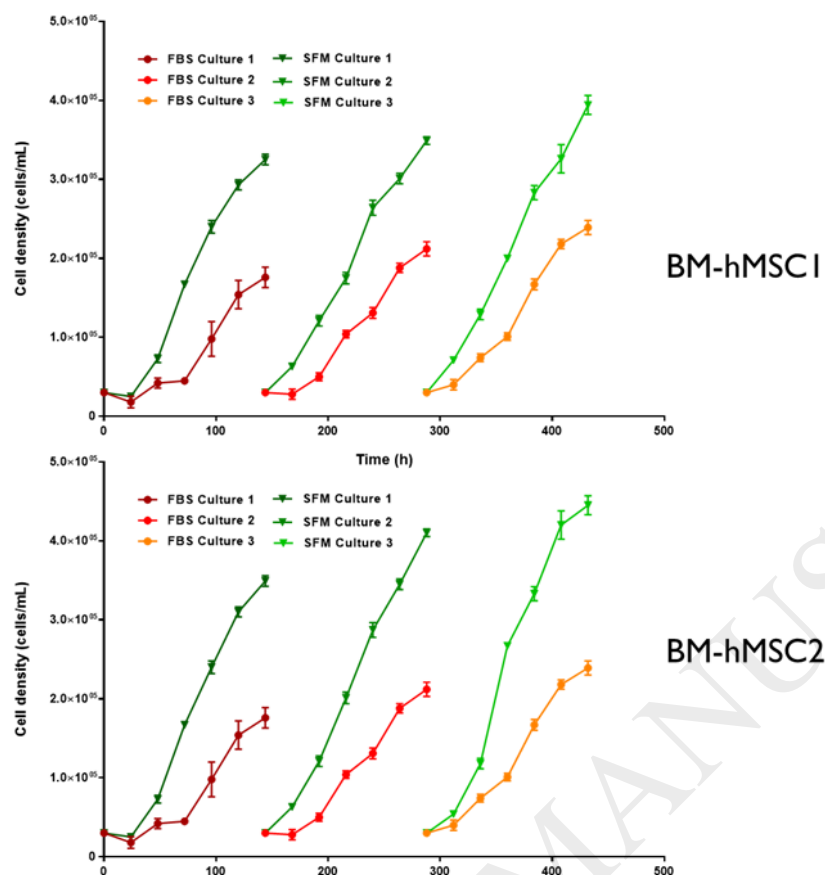 5.0×10⁰⁵
FBS Culture 1 SFM Culture 1
FBS Culture 2 SFM Culture 2
FBS Culture 3 SFM Culture 3
4.0×10⁰⁵
3.0×10⁰⁵
2.0×10⁰⁵
1.0×10⁰⁵
0
Cell density (cells/mL)
0 100 200 300 400 500
Time (h)
BM-hMSC1
5.0×10⁰⁵
FBS Culture 1 SFM Culture 1
FBS Culture 2 SFM Culture 2
FBS Culture 3 SFM Culture 3
4.0×10⁰⁵
3.0×10⁰⁵
2.0×10⁰⁵
1.0×10⁰⁵
0
Cell density (cells/mL)
0 100 200 300 400 500
BM-hMSC2
MANUS